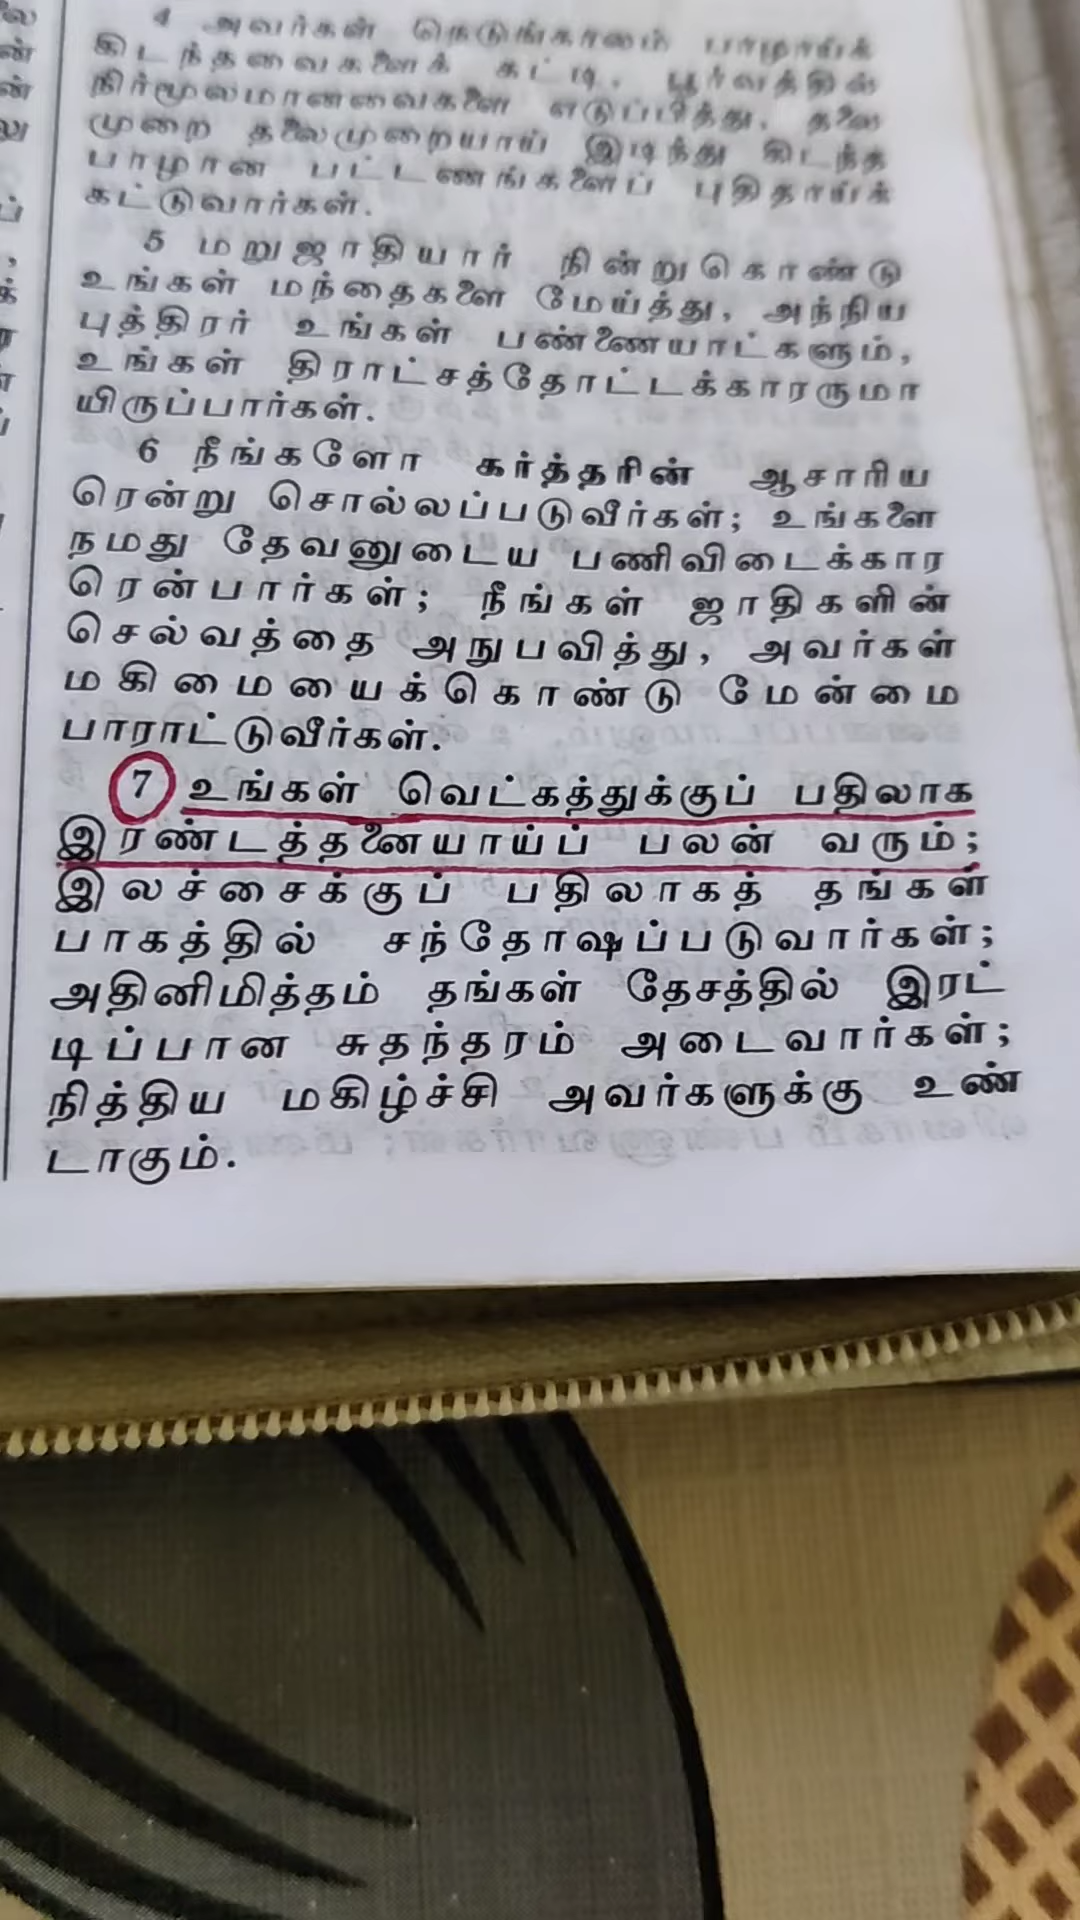 4 அவர்கள் நெடுங்காலம் பாழாய்க்
கிடந்தவைகளைக் கட்டி, பூர்வத்தில்
நிர்மூலமானவைகளை எடுப்பித்து, தலை
முறை தலைமுறையாய் இடிந்து கிடந்த
பாழான பட்டணங்களைப் புதிதாய்க்
கட்டுவார்கள்.
5 மறுஜாதியார் நின்றுகொண்டு
உங்கள் மந்தைகளை மேய்த்து, அந்நிய
புத்திரர் உங்கள் பண்ணையாட்களும்,
உங்கள் திராட்சத்தோட்டக்காரருமா
யிருப்பார்கள்.
6 நீங்களோ கர்த்தரின் ஆசாரிய
ரென்று சொல்லப்படுவீர்கள்; உங்களை
நமது தேவனுடைய பணிவிடைக்கார
ரென்பார்கள்; நீங்கள் ஜாதிகளின்
செல்வத்தை அநுபவித்து, அவர்கள்
மகிமையைக்கொண்டு மேன்மை
பாராட்டுவீர்கள்.
7 உங்கள் வெட்கத்துக்குப் பதிலாக
இரண்டத்தனையாய்ப் பலன் வரும்;
இலச்சைக்குப் பதிலாகத் தங்கள்
பாகத்தில் சந்தோஷப்படுவார்கள்;
அதினிமித்தம் தங்கள் தேசத்தில் இரட்
டிப்பான சுதந்தரம் அடைவார்கள்;
நித்திய மகிழ்ச்சி அவர்களுக்கு உண்
டாகும்.